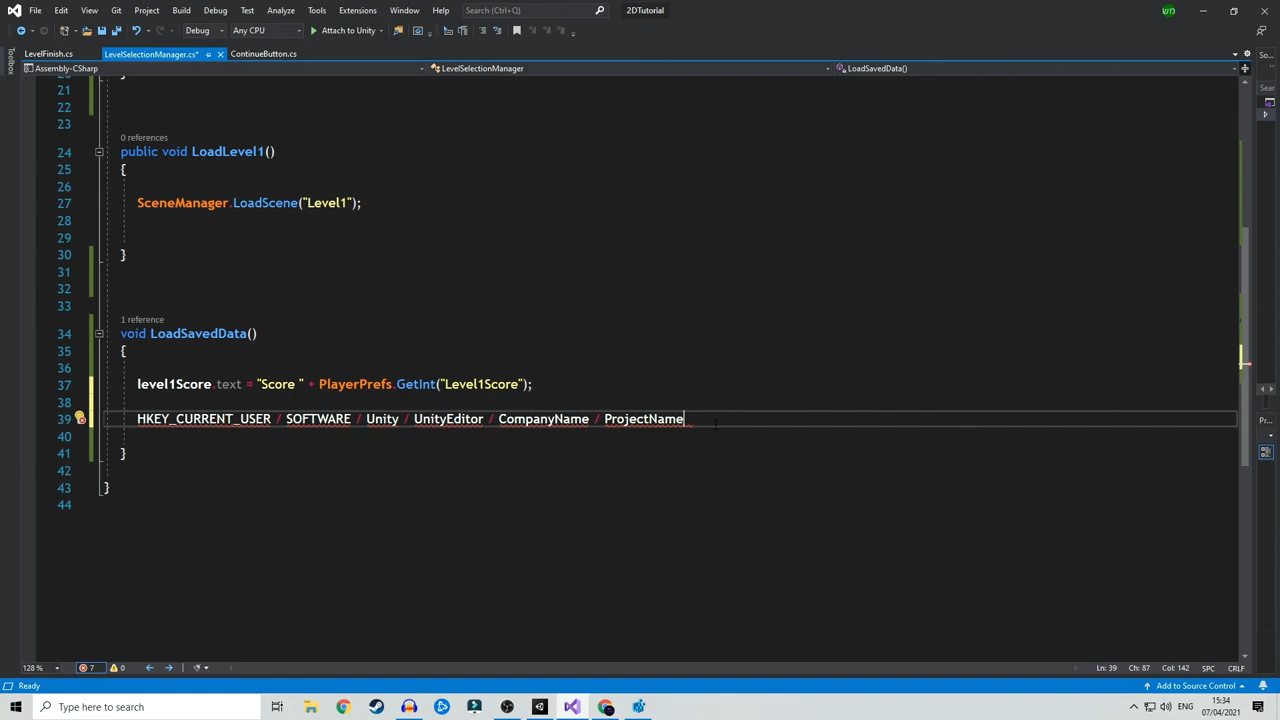 File Edit View Git Project Build Debug Test Analyze Tools Extensions Window Help Search (Ctrl+Q) 2DTutorial WD
Debug Any CPU Attach to Unity
LevelFinish.cs LevelSelectionManager.cs* ContinueButton.cs So...
Toolbox
Assembly-CSharp LevelSelectionManager LoadSavedData() Sear
21
22
23
0 references
24 public void LoadLevel1()
25 {
26
27 SceneManager.LoadScene("Level1");
28
29
30 }
31
32
33
1 reference
34 void LoadSavedData()
35 {
36
37 level1Score.text = "Score " + PlayerPrefs.GetInt("Level1Score");
38
39 HKEY_CURRENT_USER / SOFTWARE / Unity / UnityEditor / CompanyName / ProjectName
40
41 }
42
43 }
44
Pr...
128 % 7 0 Ln: 39 Ch: 87 Col: 142 SPC CRLF
Ready Add to Source Control
Type here to search ENG 15:34
07/04/2021